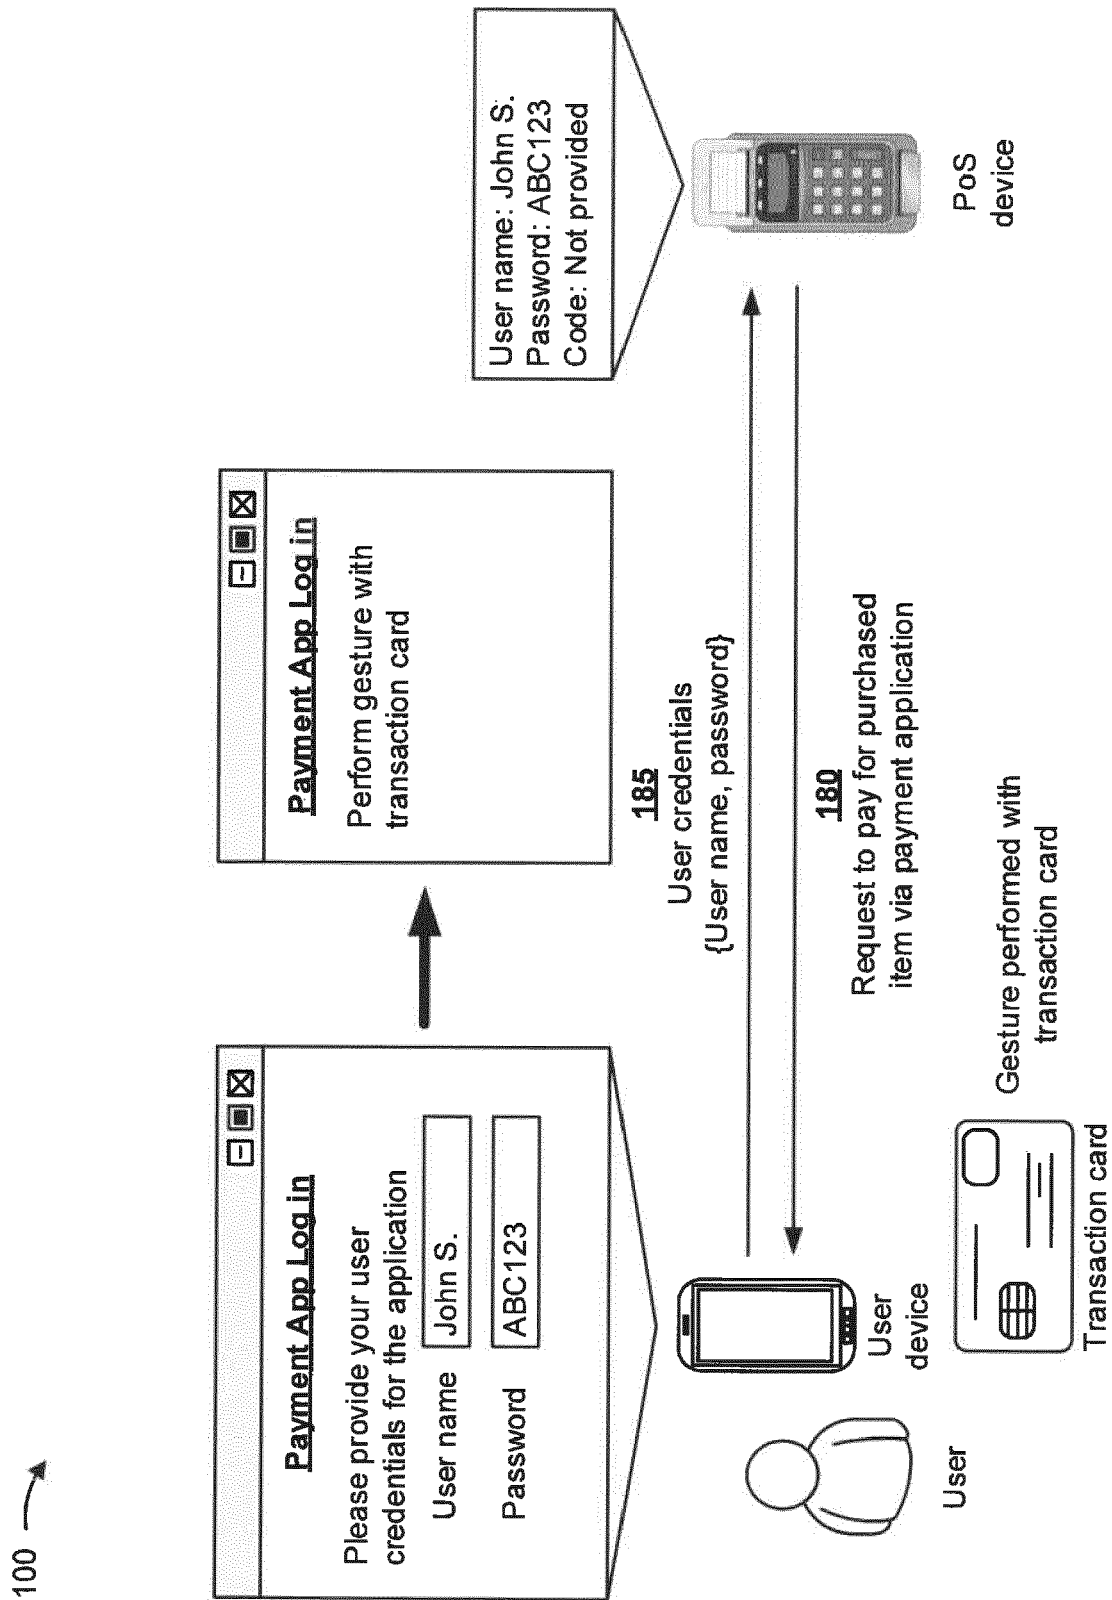 100
Payment App Log in
Please provide your user
credentials for the application
User name
John S.
Password
ABC123
Payment App Log in
Perform gesture with
transaction card
User name: John S.
Password: ABC123
Code: Not provided
185
User credentials
{User name, password}
180
Request to pay for purchased
item via payment application
User
User
device
Gesture performed with
transaction card
Transaction card
PoS
device